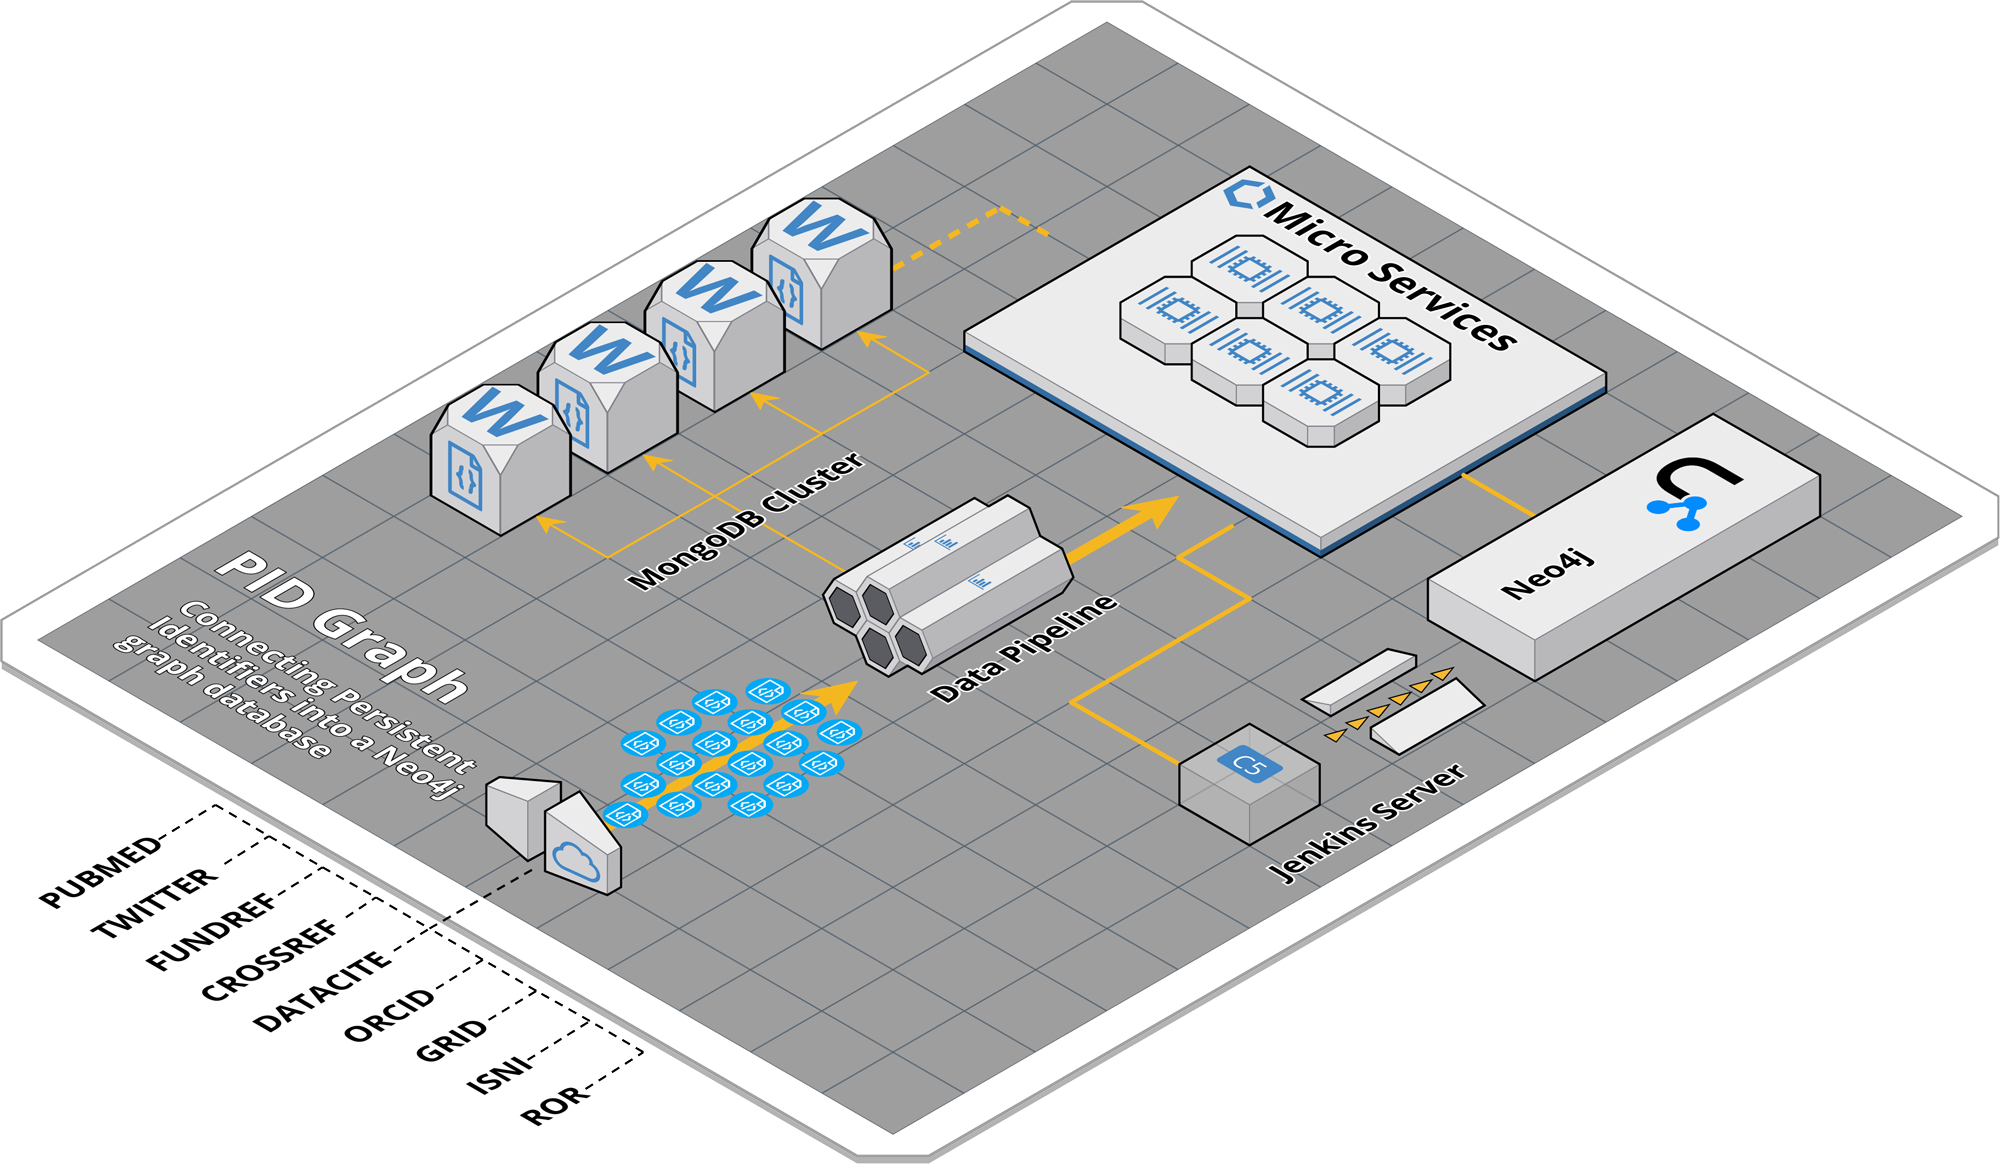 Micro Services
W
W
W
W
MongoDB Cluster
Neo4j
Data Pipeline
PID Graph
Connecting Persistent
Identifiers into a Neo4j
graph database
C5
Jenkins Server
PUBMED
TWITTER
FUNDREF
CROSSREF
DATACITE
ORCID
GRID
ISNI
ROR